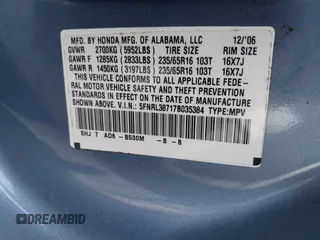 MFD. BY HONDA MFG. OF ALABAMA, LLC 12/'06
GVWR 2700KG (5952LBS) TIRE SIZE RIM SIZE
GAWR F 1285KG (2833LBS) 235/65R16 103T 16X7J
GAWR R 1450KG (3197LBS) 235/65R16 103T 16X7J
THIS VEHICLE CONFORMS TO ALL APPLICABLE FEDE-
RAL MOTOR VEHICLE SAFETY AND THEFT PREVENTION
STANDARDS IN EFFECT ON THE DATE OF MANUFACTURE
SHOWN ABOVE. V.I.N: 5FNRL38717B035384 TYPE: MPV
SHJ 7 A06 -B530M -B -B
DREAMBID